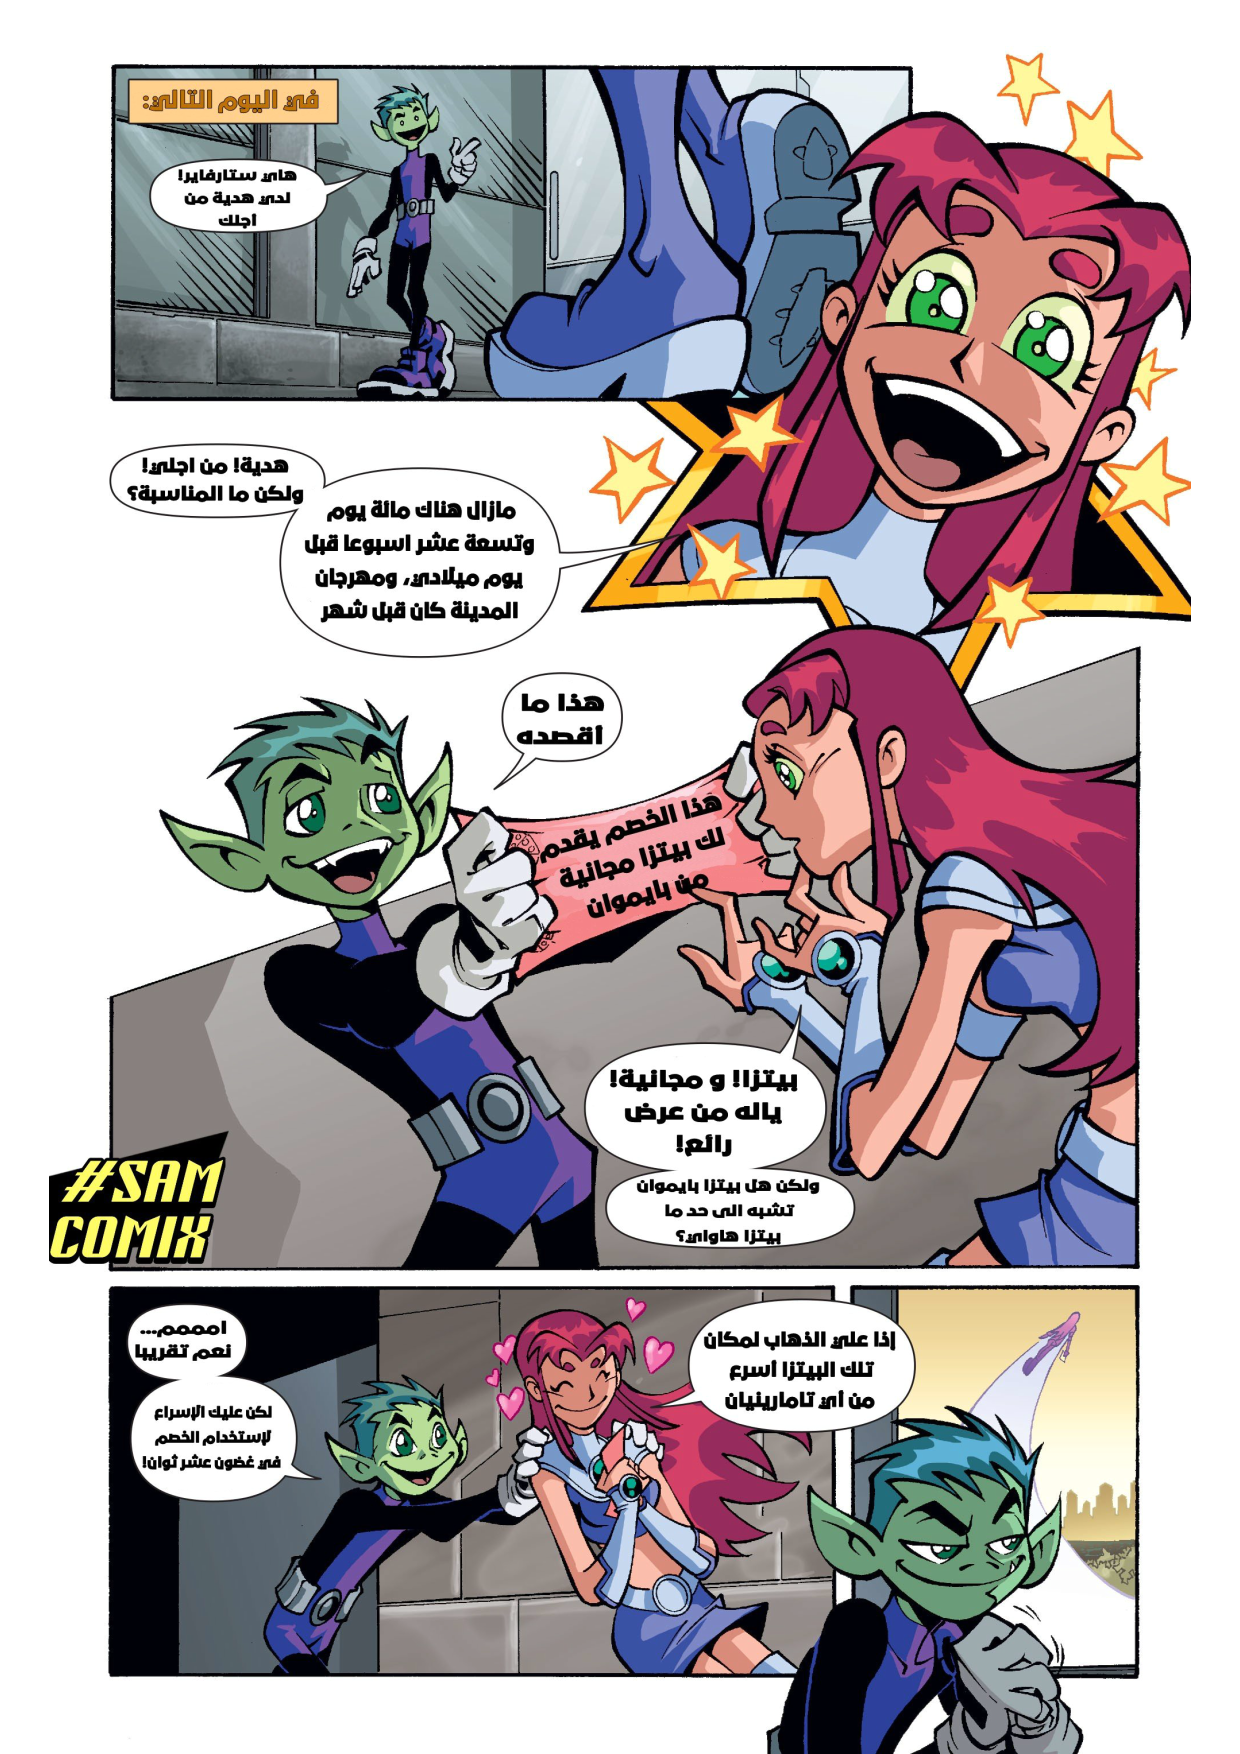 في اليوم التالي:
هاي ستارفاير!
لدي هدية من
اجلك
هدية! من اجلي!
ولكن ما المناسبة؟
مازال هناك مائة يوم
وتسعة عشر اسبوعا قبل
يوم ميلادي، ومهرجان
المدينة كان قبل شهر
هذا ما
أقصده
هذا الخصم يقدم
لك بيتزا مجانية
من بايموان
بيتزا! و مجانية!
ياله من عرض
رائع!
ولكن هل بيتزا بايموان
تشبه الى حد ما
بيتزا هاواي؟
#SAM
COMIX
امممم...
نعم تقريبا
لكن عليك الإسراع
لإستخدام الخصم
في غضون عشر ثوان!
إذا علي الذهاب لمكان
تلك البيتزا أسرع
من أي تامارينيان